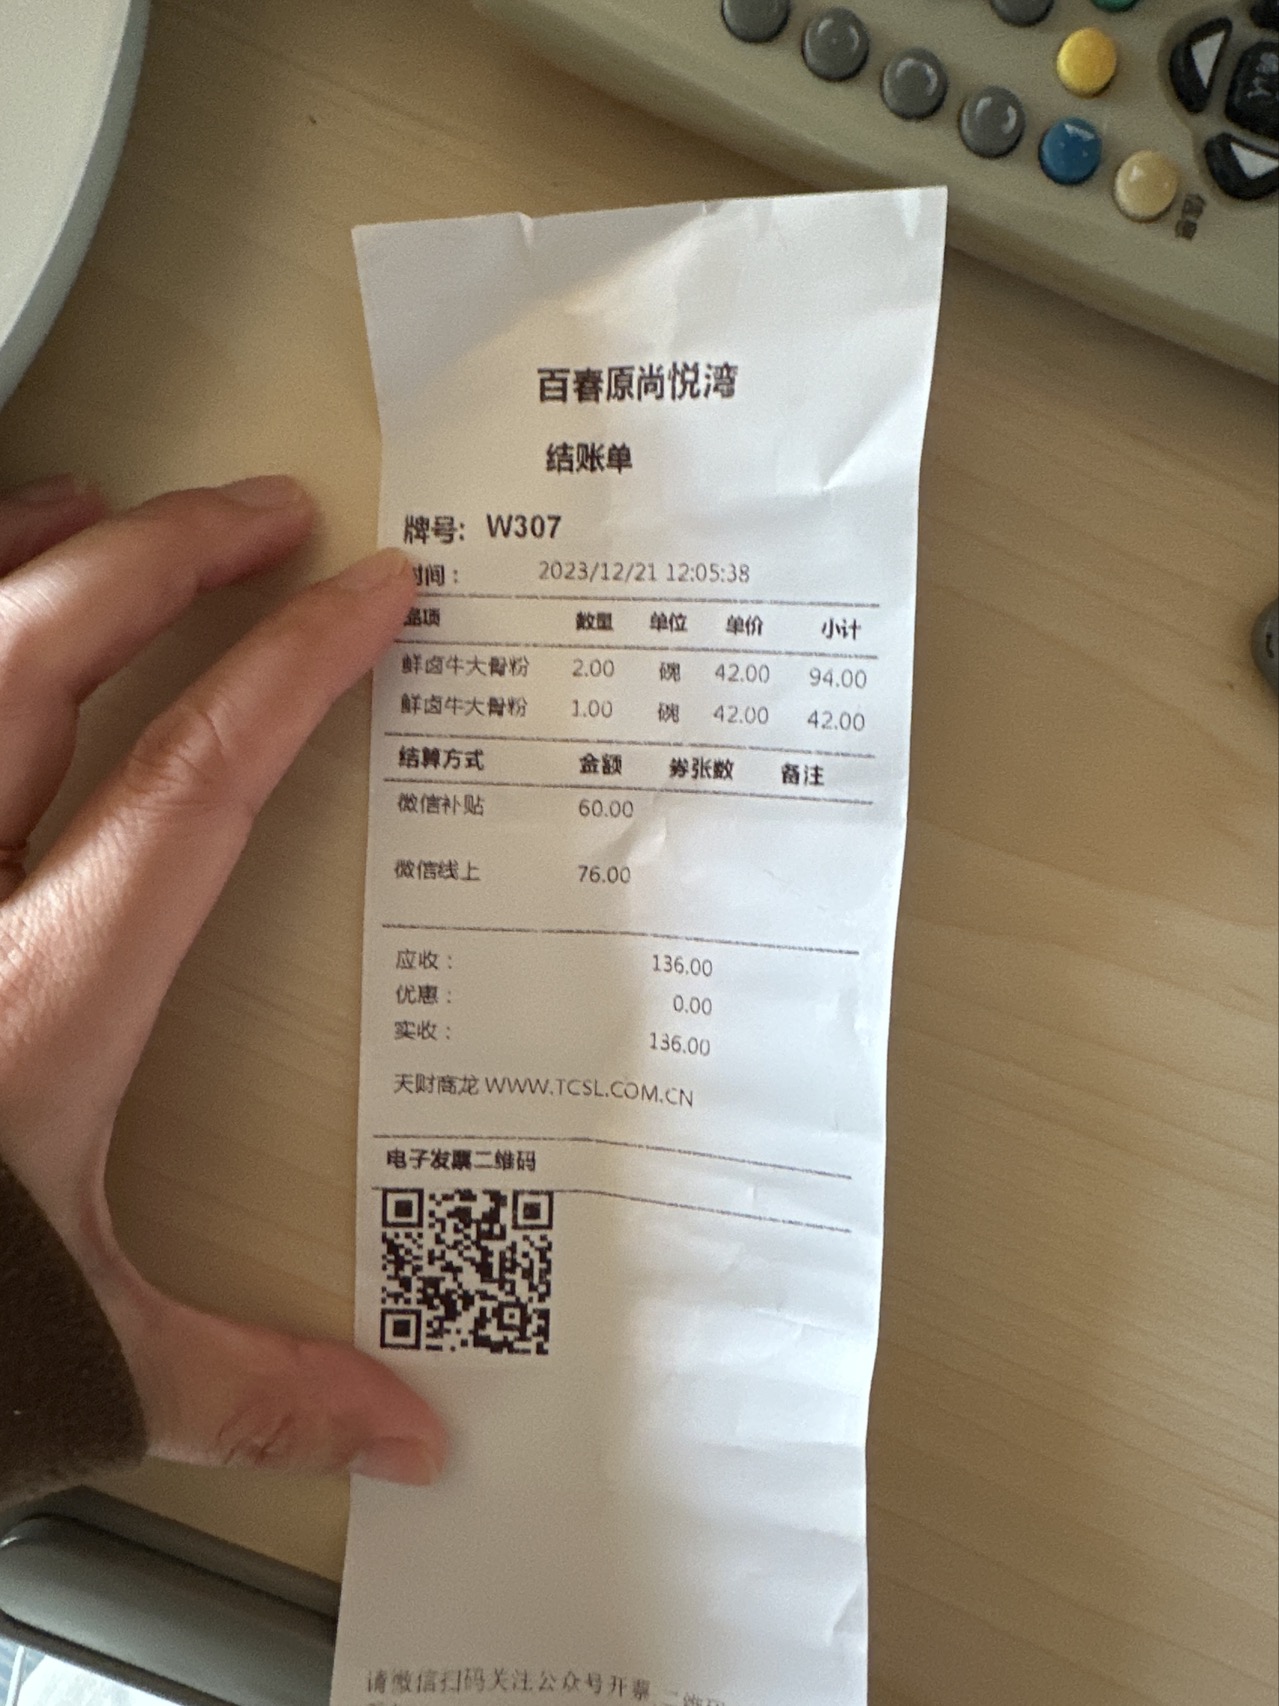 信息
百春原尚悦湾
结账单
牌号： W307
时间： 2023/12/21 12:05:38
品项 数量 单位 单价 小计
鲜卤牛大骨粉 2.00 碗 42.00 94.00
鲜卤牛大骨粉 1.00 碗 42.00 42.00
结算方式 金额 券张数 备注
微信补贴 60.00
微信线上 76.00
应收： 136.00
优惠： 0.00
实收： 136.00
天财商龙 WWW.TCSL.COM.CN
电子发票二维码
请微信扫码关注公众号开票,二维码